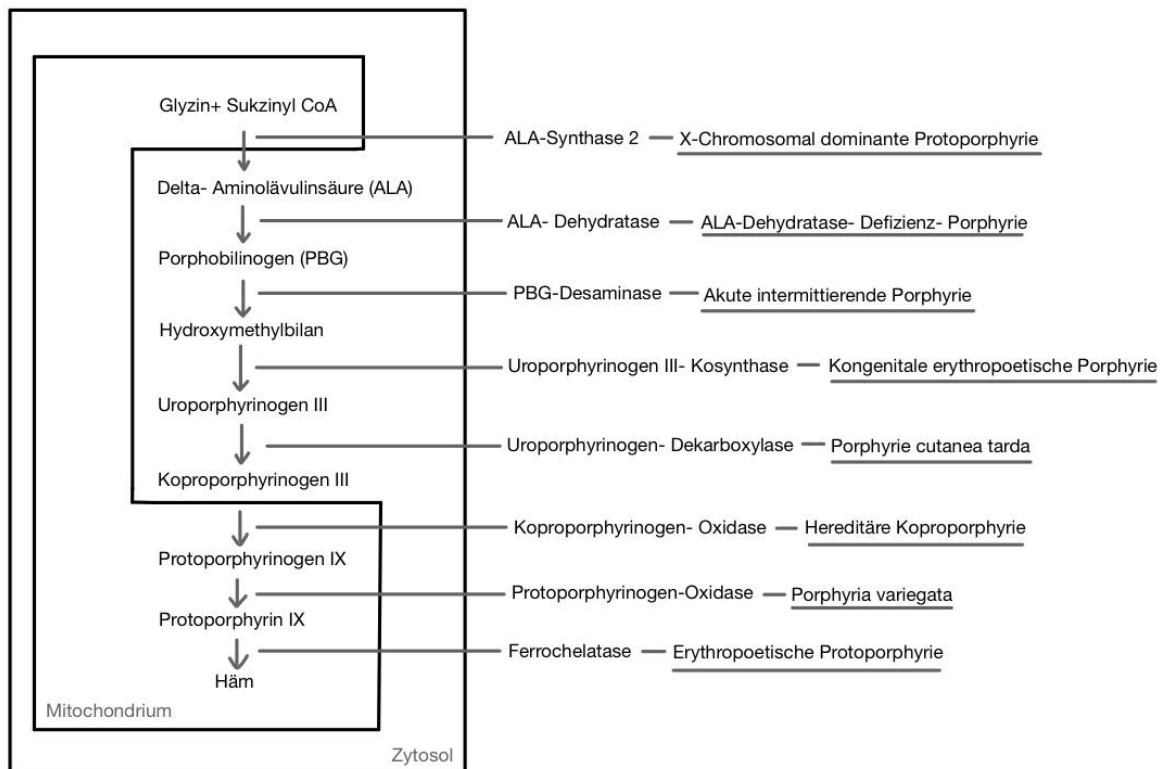 Glyzin+ Sukzinyl CoA
ALA-Synthase 2 X-Chromosomal dominante Protoporphyrie
Delta- Aminolävulinsäure (ALA)
ALA- Dehydratase ALA-Dehydratase- Defizienz- Porphyrie
Porphobilinogen (PBG)
PBG-Desaminase Akute intermittierende Porphyrie
Hydroxymethylbilan
Uroporphyrinogen III- Kosynthase Kongenitale erythropoetische Porphyrie
Uroporphyrinogen III
Uroporphyrinogen- Dekarboxylase Porphyrie cutanea tarda
Koproporphyrinogen III
Koproporphyrinogen- Oxidase Hereditäre Koproporphyrie
Protoporphyrinogen IX
Protoporphyrinogen-Oxidase Porphyria variegata
Protoporphyrin IX
Ferrochelatase Erythropoetische Protoporphyrie
Häm
Mitochondrium
Zytosol